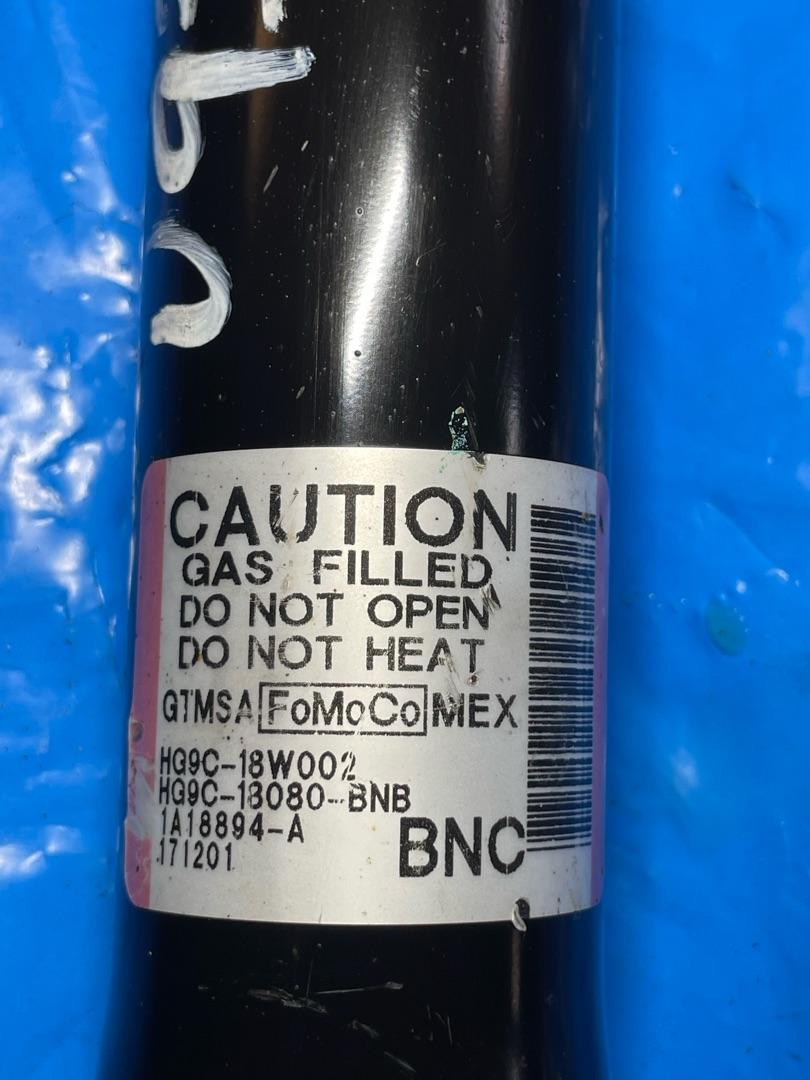 CAUTION
GAS FILLED
DO NOT OPEN
DO NOT HEAT
GTMSA FoMoCo MEX
HG9C-18W002
HG9C-18080-BNB
1A18894-A
171201
BNC